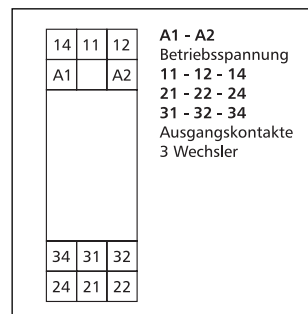 14 11 12
A1 A2
34 31 32
24 21 22
A1 - A2
Betriebsspannung
11 - 12 - 14
21 - 22 - 24
31 - 32 - 34
Ausgangskontakte
3 Wechsler